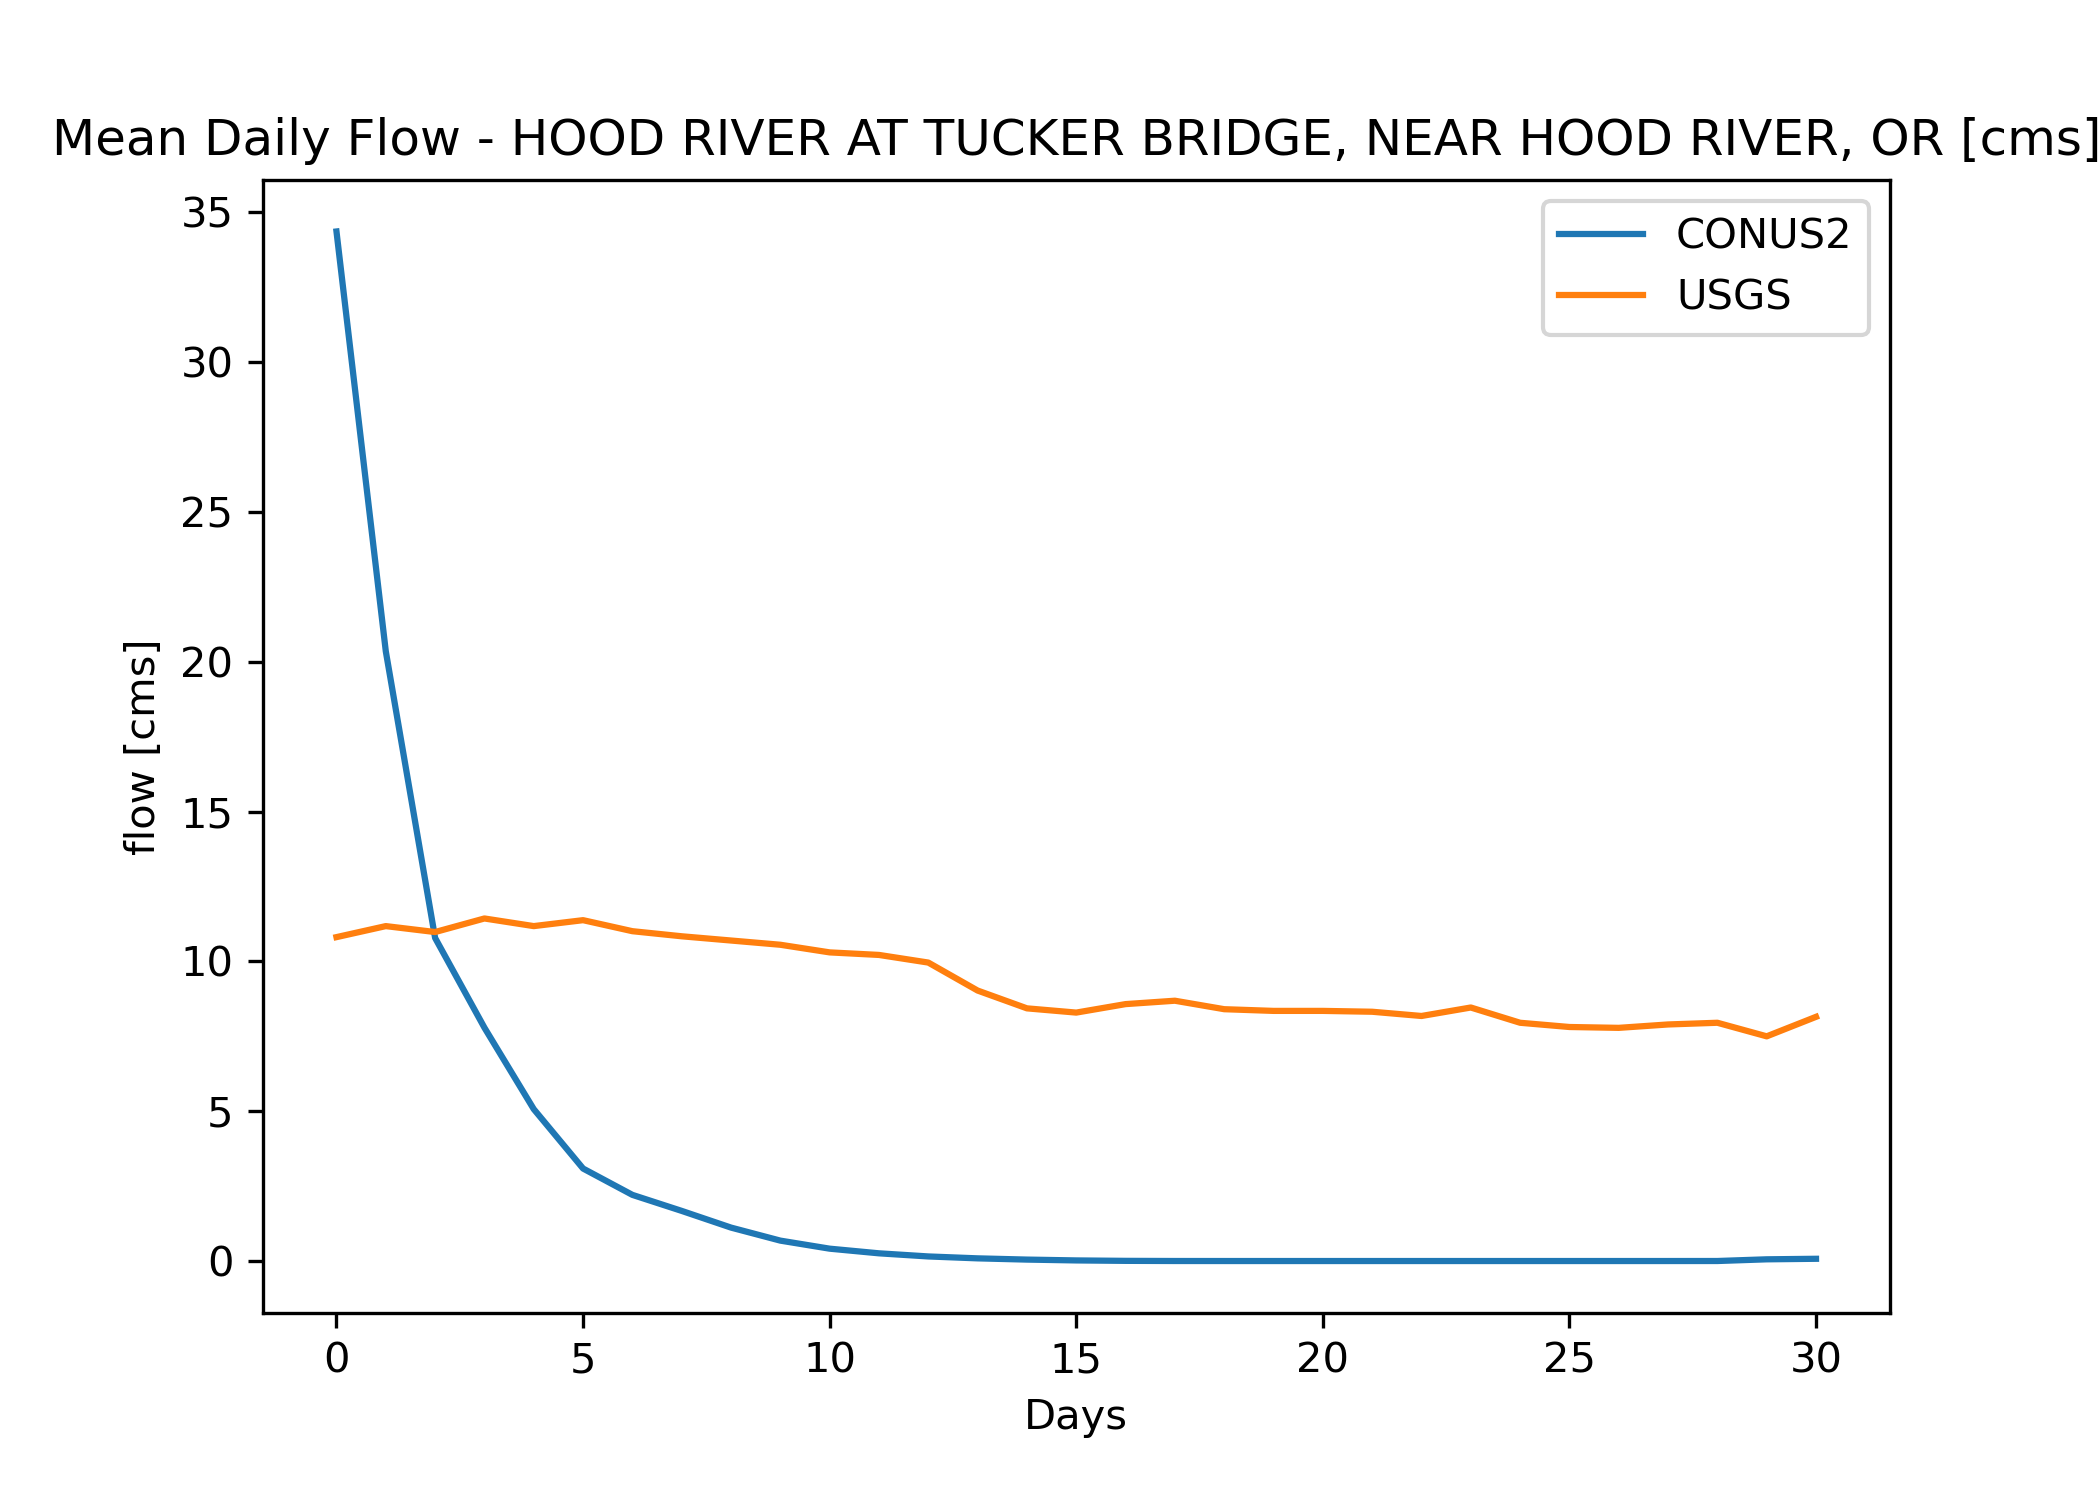 Mean Daily Flow - HOOD RIVER AT TUCKER BRIDGE, NEAR HOOD RIVER, OR [cms]
CONUS2
USGS
flow [cms]
35
30
25
20
15
10
5
0
0 5 10 15 20 25 30
Days